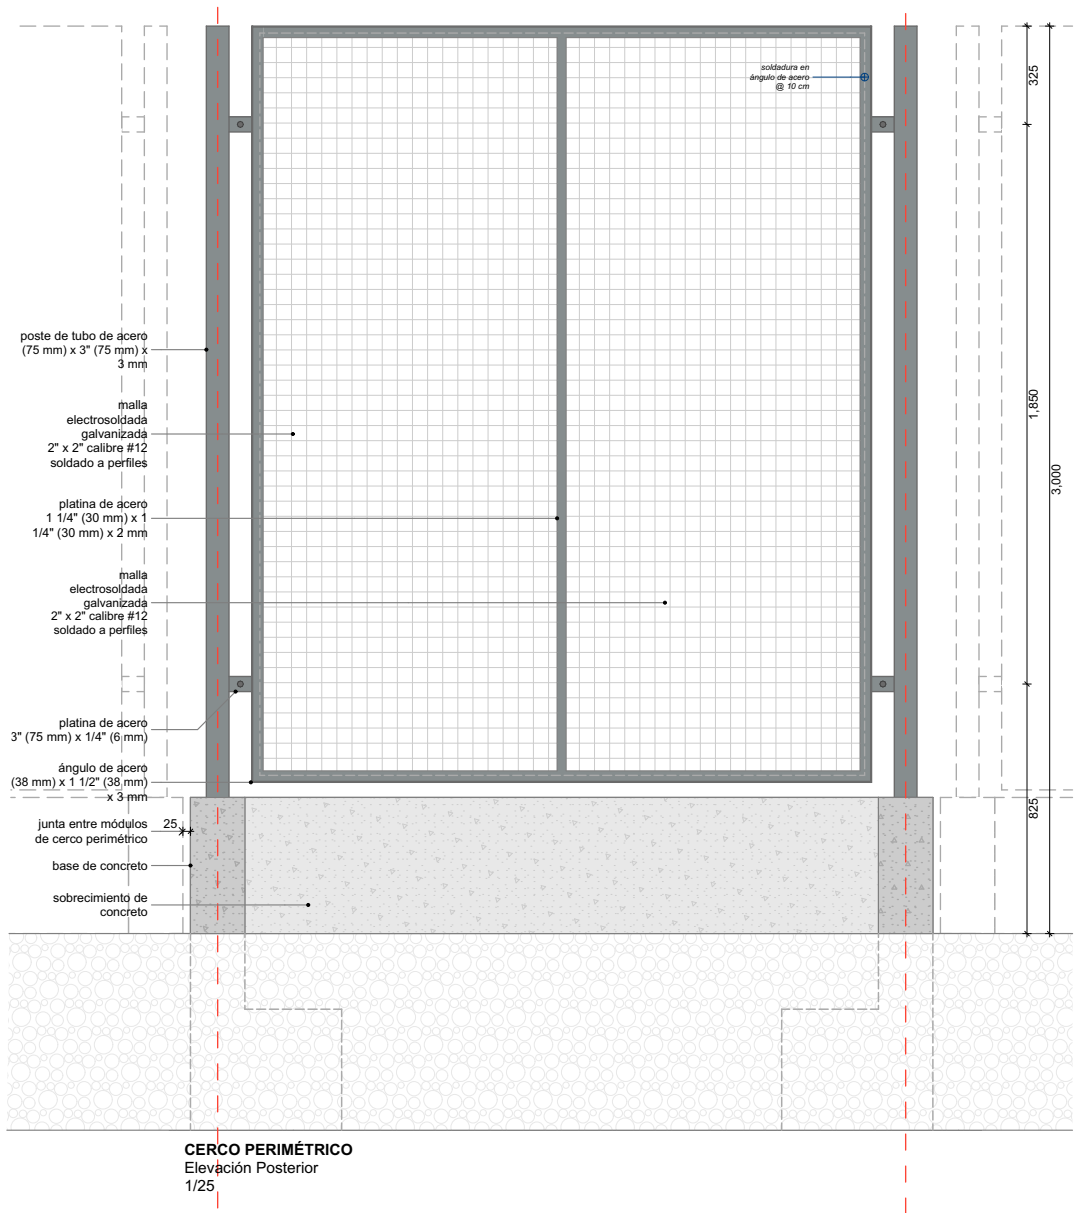 soldadura en
ángulo de acero
@ 10 cm
325
poste de tubo de acero
(75 mm) x 3" (75 mm) x
3 mm
malla
electrosoldada
galvanizada
2" x 2" calibre #12
soldado a perfiles
1,850
3,000
platina de acero
1 1/4" (30 mm) x 1
1/4" (30 mm) x 2 mm
malla
electrosoldada
galvanizada
2" x 2" calibre #12
soldado a perfiles
platina de acero
3" (75 mm) x 1/4" (6 mm)
ángulo de acero
(38 mm) x 1 1/2" (38 mm)
x 3 mm
825
junta entre módulos
de cerco perimétrico
25
base de concreto
sobrecimiento de
concreto
CERCO PERIMÉTRICO
Elevación Posterior
1/25